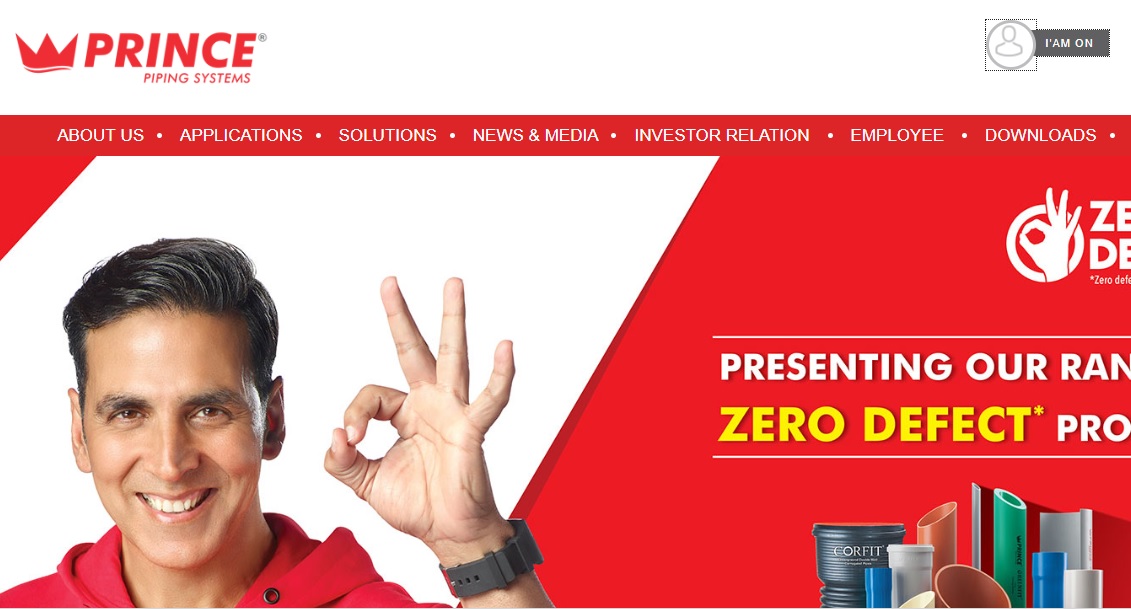 PRINCE®
PIPING SYSTEMS
I'AM ON
ABOUT US • APPLICATIONS • SOLUTIONS • NEWS & MEDIA • INVESTOR RELATION • EMPLOYEE • DOWNLOADS •
ZE
DE
*Zero defe
PRESENTING OUR RAN
ZERO DEFECT* PRO
CORFIT